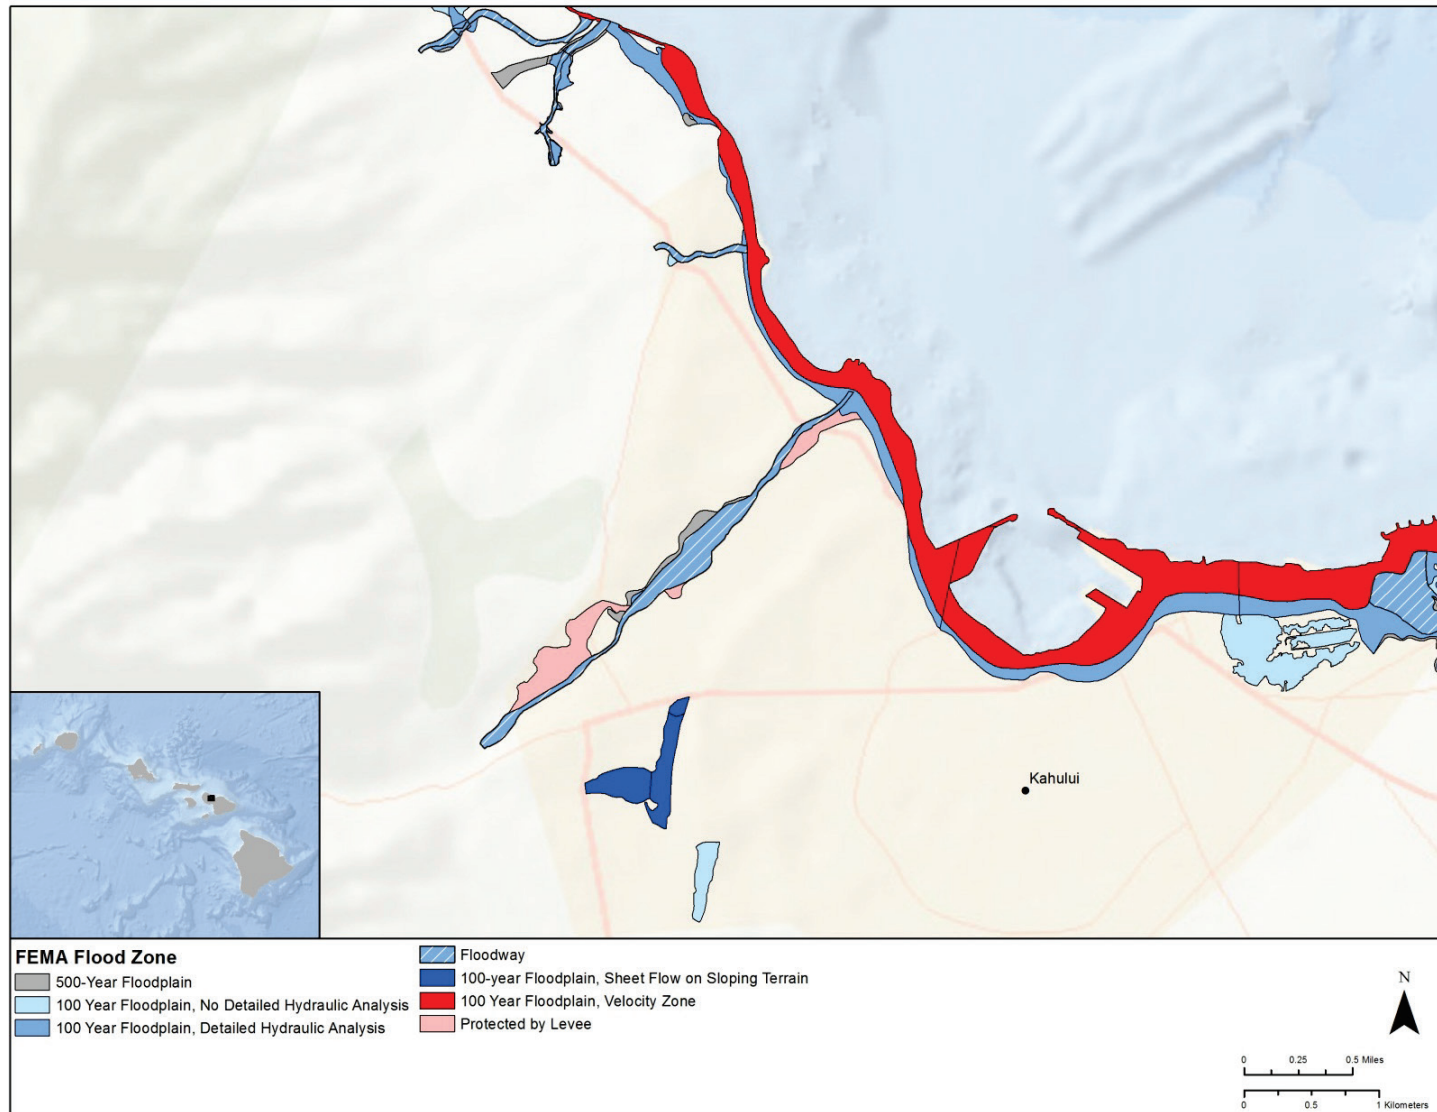 Kahului
FEMA Flood Zone
500-Year Floodplain
100 Year Floodplain, No Detailed Hydraulic Analysis
100 Year Floodplain, Detailed Hydraulic Analysis
Floodway
100-year Floodplain, Sheet Flow on Sloping Terrain
100 Year Floodplain, Velocity Zone
Protected by Levee
N
0 0.25 0.5 Miles
0 0.5 1 Kilometers